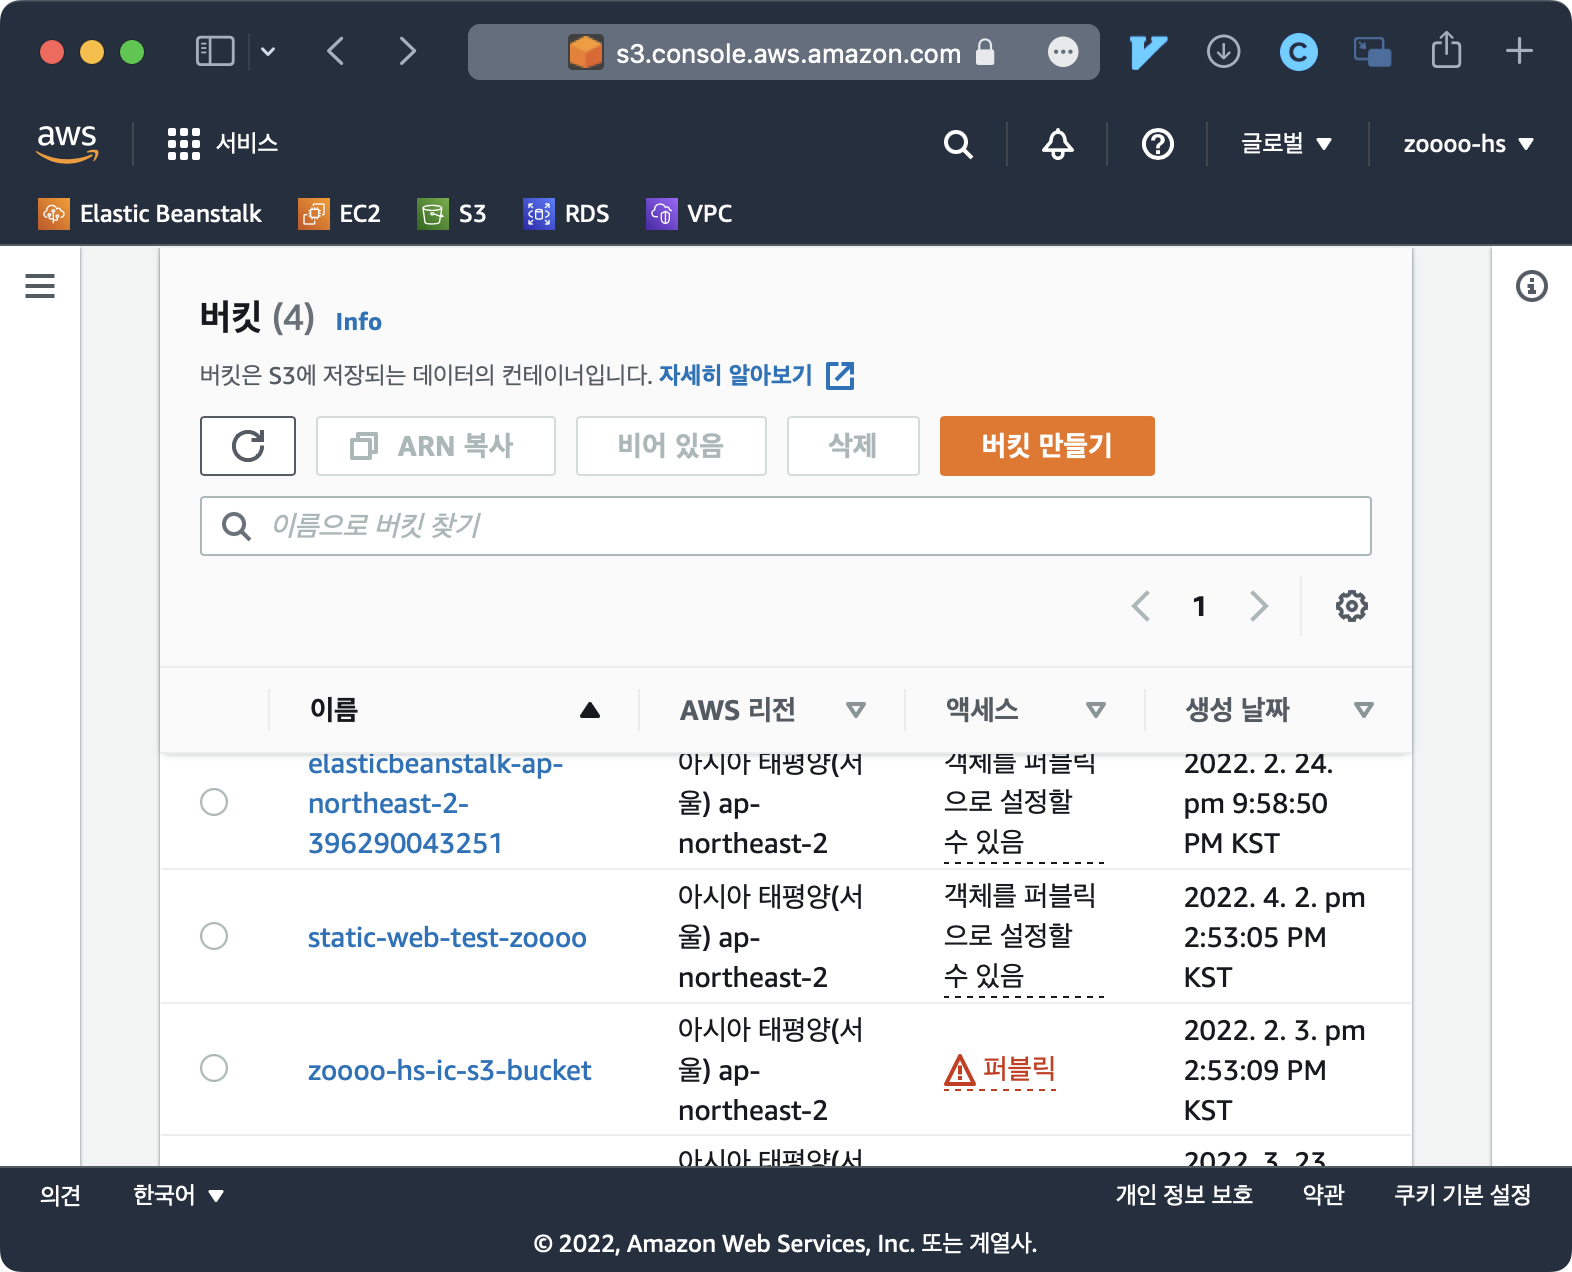 s3.console.aws.amazon.com
aws 서비스 글로벌 zoooo-hs
Elastic Beanstalk EC2 S3 RDS VPC
버킷 (4) Info
버킷은 S3에 저장되는 데이터의 컨테이너입니다. 자세히 알아보기
ARN 복사 비어 있음 삭제 버킷 만들기
이름으로 버킷 찾기
1
이름 AWS 리전 액세스 생성 날짜
elasticbeanstalk-ap-
northeast-2-
396290043251
아시아 태평양(서
울) ap-
northeast-2
객체를 퍼블릭
으로 설정할
수 있음
2022. 2. 24.
pm 9:58:50
PM KST
static-web-test-zoooo
아시아 태평양(서
울) ap-
northeast-2
객체를 퍼블릭
으로 설정할
수 있음
2022. 4. 2. pm
2:53:05 PM
KST
zoooo-hs-ic-s3-bucket
아시아 태평양(서
울) ap-
northeast-2
퍼블릭
2022. 2. 3. pm
2:53:09 PM
KST
아시아 태평양(서
2022. 3. 23.
의견 한국어 개인 정보 보호 약관 쿠키 기본 설정
© 2022, Amazon Web Services, Inc. 또는 계열사.